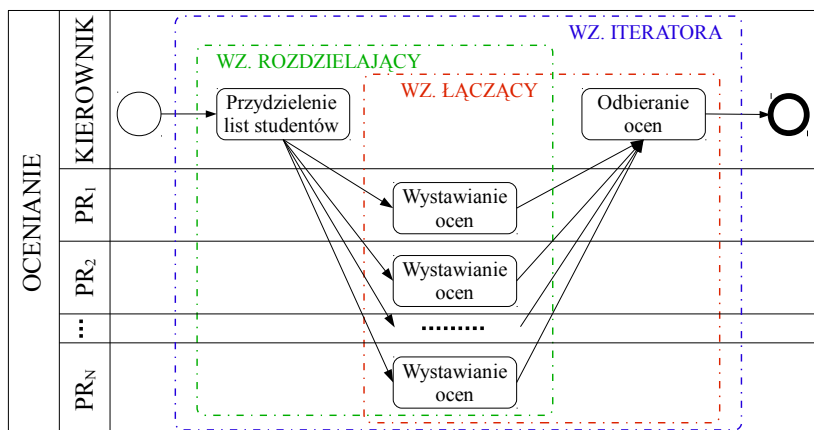 OCENIANIE
KIEROWNIK
WZ. ITERATORA
WZ. ROZDZIELAJĄCY
WZ. ŁĄCZĄCY
Przydzielenie
list studentów
Odbieranie
ocen
PR1
Wystawianie
ocen
PR2
Wystawianie
ocen
...
.........
PRN
Wystawianie
ocen